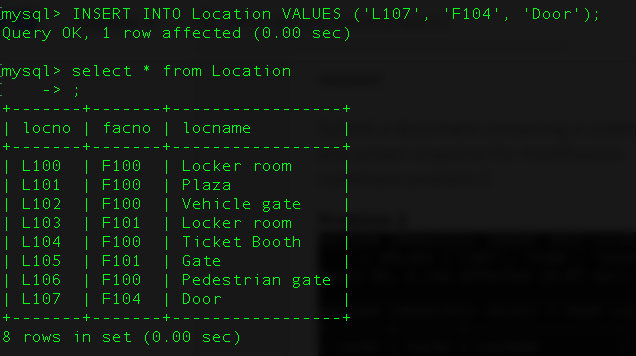 mysql> INSERT INTO Location VALUES ('L107', 'F104', 'Door');
Query OK, 1 row affected (0.00 sec)
mysql> select * from Location
    -> ;
+-------+-------+-----------------+
| locno | facno | locname         |
+-------+-------+-----------------+
| L100  | F100  | Locker room     |
| L101  | F100  | Plaza           |
| L102  | F100  | Vehicle gate    |
| L103  | F101  | Locker room     |
| L104  | F100  | Ticket Booth    |
| L105  | F101  | Gate            |
| L106  | F100  | Pedestrian gate |
| L107  | F104  | Door            |
+-------+-------+-----------------+
8 rows in set (0.00 sec)